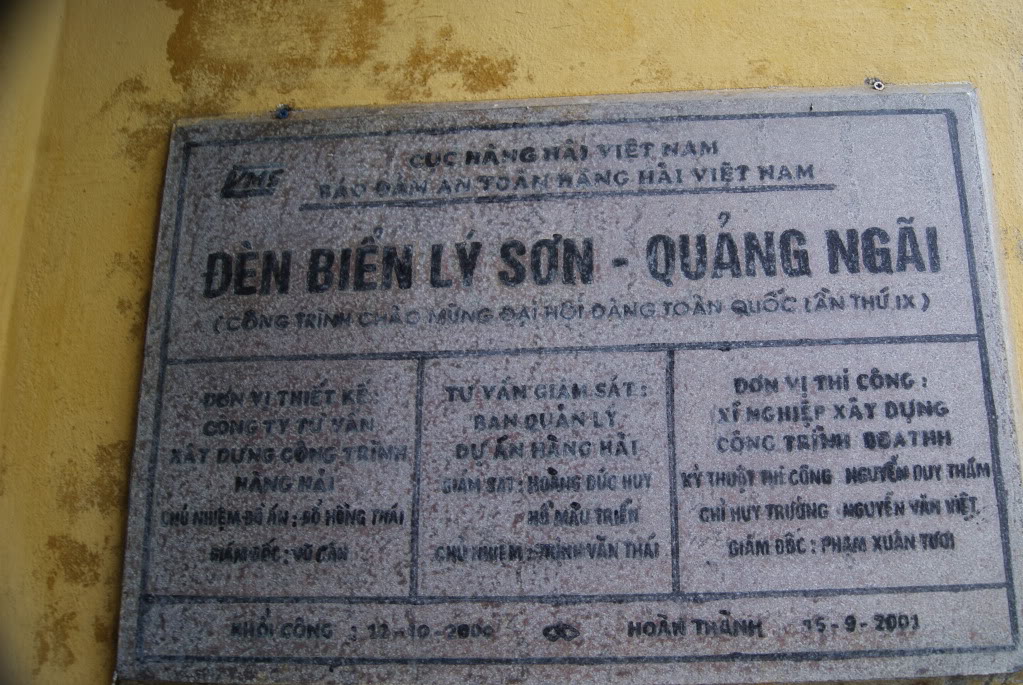 CỤC HÀNG HẢI VIỆT NAM
VMS
BẢO ĐẢM AN TOÀN HÀNG HẢI VIỆT NAM
ĐÈN BIỂN LÝ SƠN - QUẢNG NGÃI
(CÔNG TRÌNH CHÀO MỪNG ĐẠI HỘI ĐẢNG TOÀN QUỐC LẦN THỨ IX)
ĐƠN VỊ THIẾT KẾ:
CÔNG TY TƯ VẤN
XÂY DỰNG CÔNG TRÌNH
HÀNG HẢI
CHỦ NHIỆM ĐỒ ÁN: ĐỖ HỒNG THÁI
GIÁM ĐỐC: VŨ CẨN
TƯ VẤN GIÁM SÁT:
BAN QUẢN LÝ
DỰ ÁN HÀNG HẢI
GIÁM SÁT: HOÀNG ĐỨC HUY
HỒ MẬU TRIỂN
CHỦ NHIỆM: TRỊNH VĂN THÁI
ĐƠN VỊ THI CÔNG:
XÍ NGHIỆP XÂY DỰNG
CÔNG TRÌNH BĐATHH
KỸ THUẬT THI CÔNG NGUYỄN DUY THẮM
CHỈ HUY TRƯỞNG NGUYỄN VĂN VIỆT
GIÁM ĐỐC: PHẠM XUÂN TƯƠI
KHỞI CÔNG: 12-10-2000 HOÀN THÀNH 15-9-2001